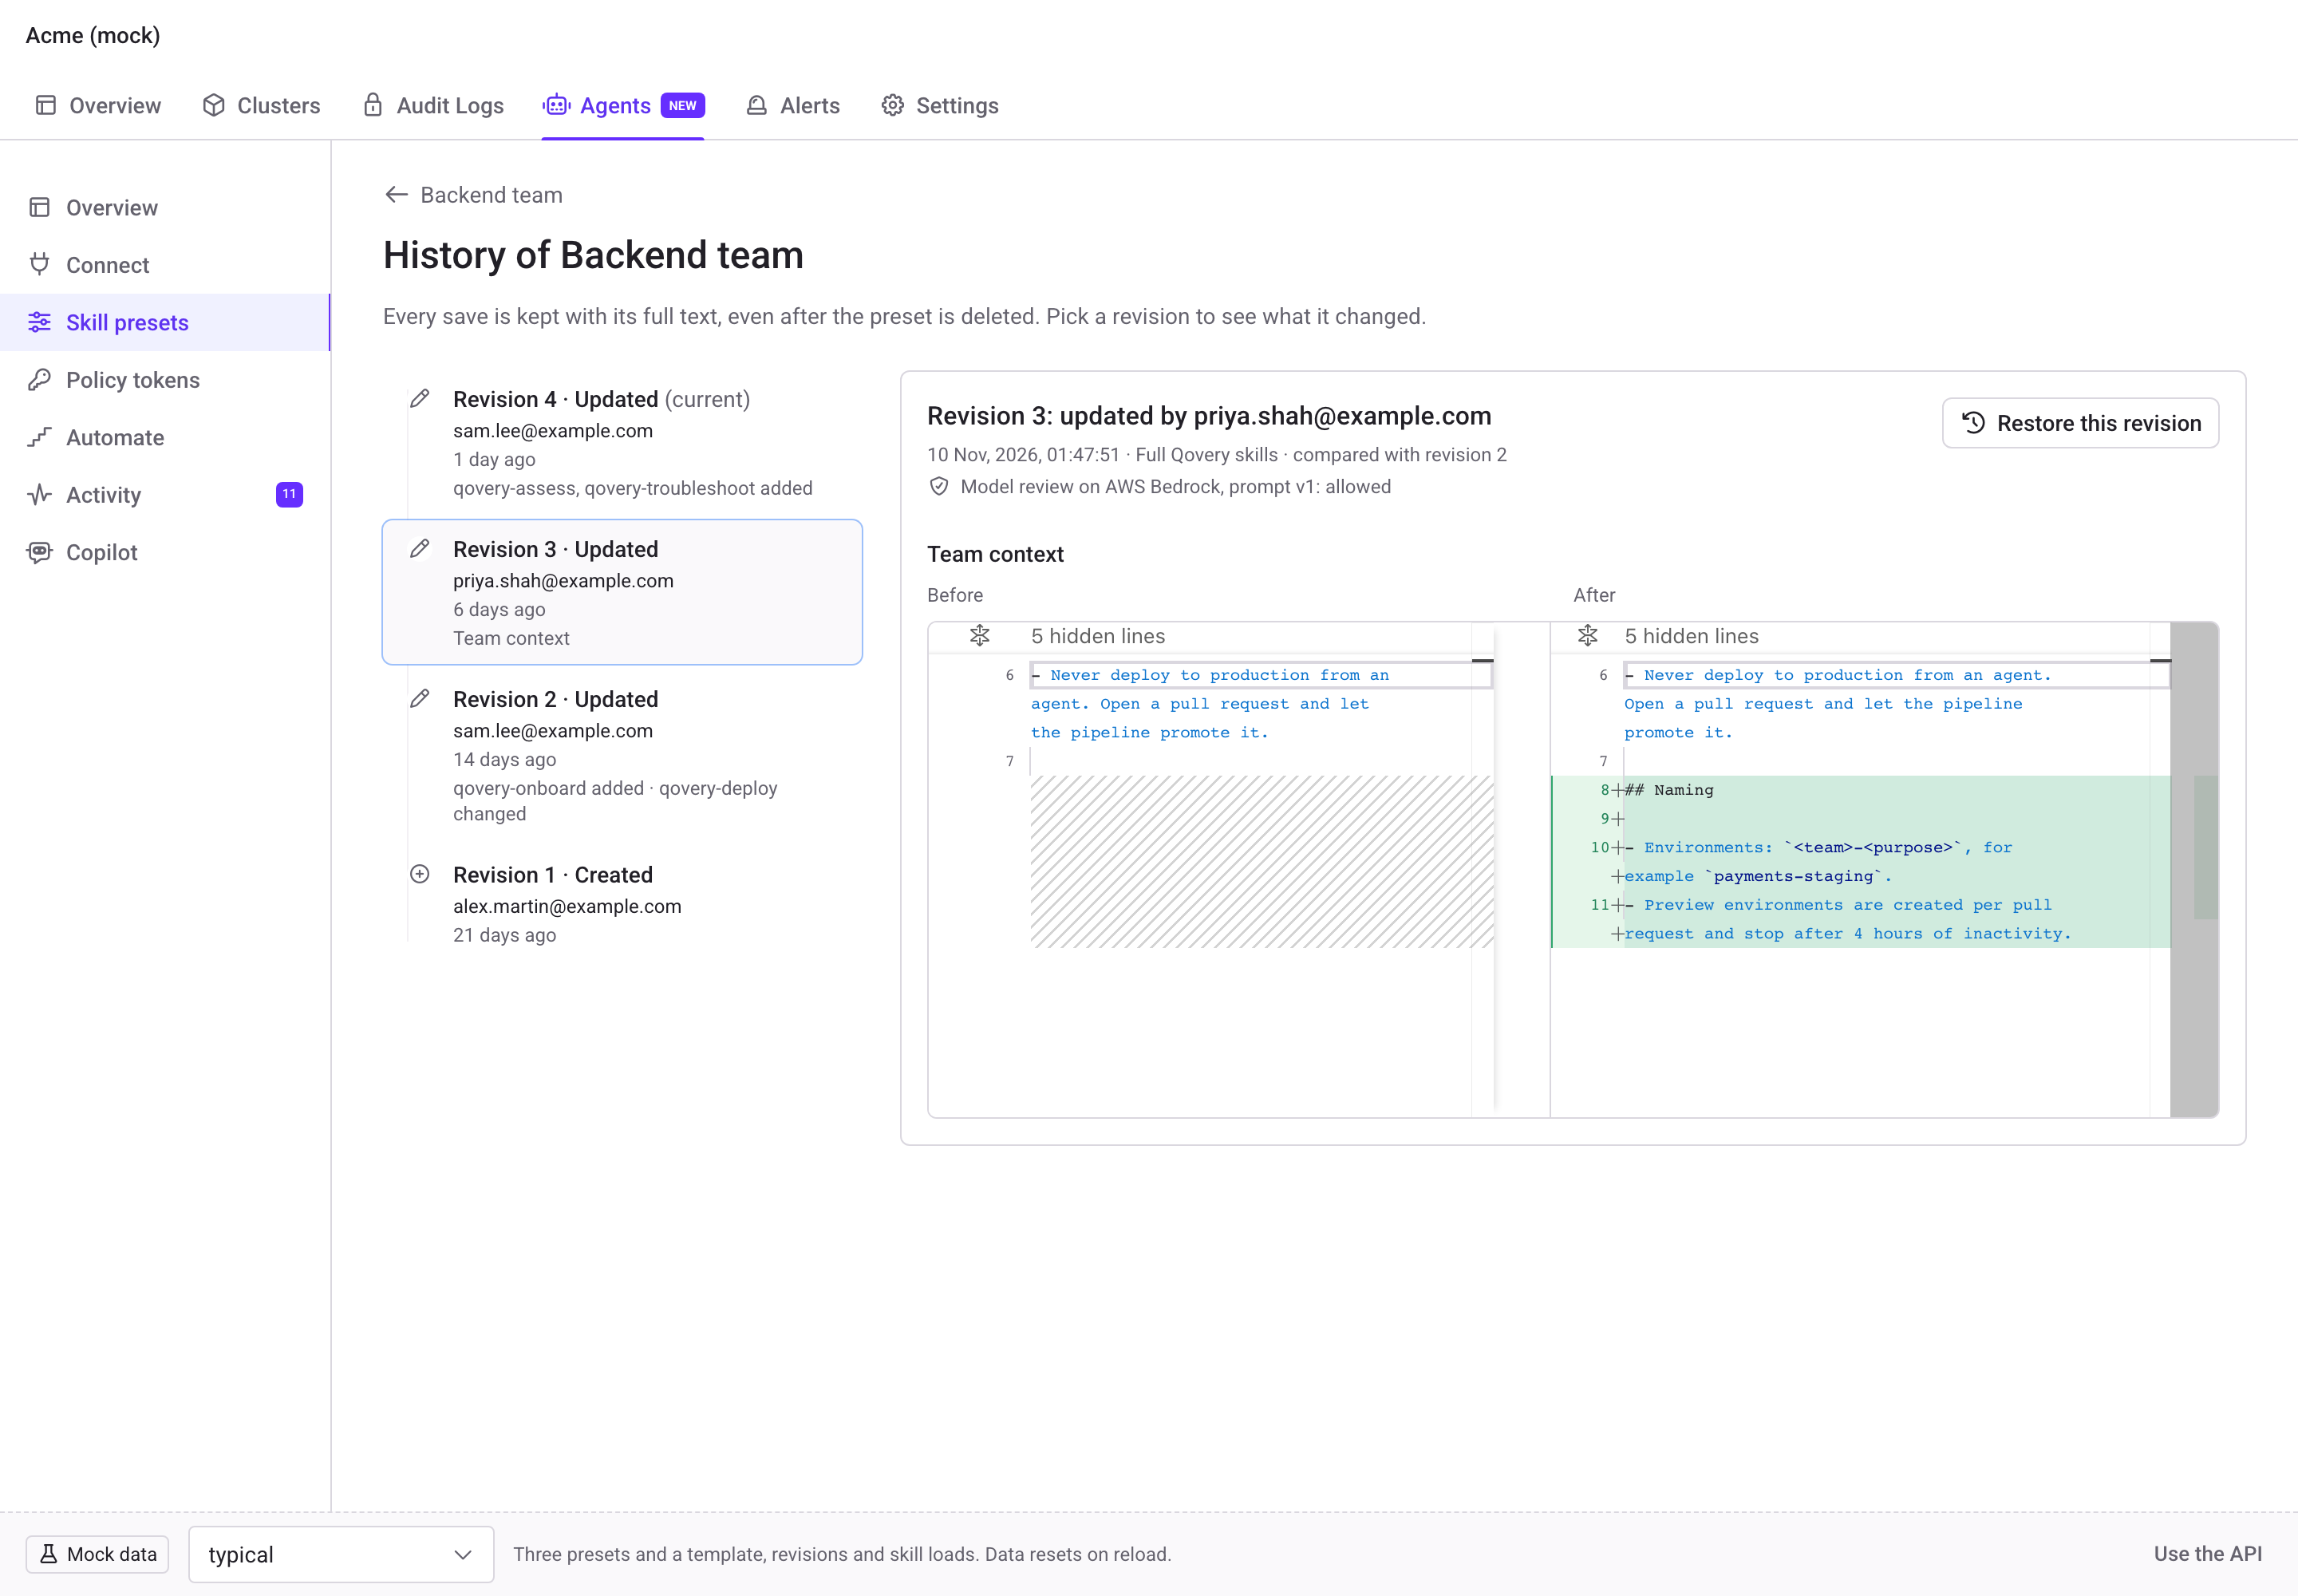 Acme (mock)
Overview
Clusters
Audit Logs
Agents NEW
Alerts
Settings
Overview
Connect
Skill presets
Policy tokens
Automate
Activity 11
Copilot
Backend team
History of Backend team
Every save is kept with its full text, even after the preset is deleted. Pick a revision to see what it changed.
Revision 4 · Updated (current)
sam.lee@example.com
1 day ago
qovery-assess, qovery-troubleshoot added
Revision 3 · Updated
priya.shah@example.com
6 days ago
Team context
Revision 2 · Updated
sam.lee@example.com
14 days ago
qovery-onboard added · qovery-deploy
changed
Revision 1 · Created
alex.martin@example.com
21 days ago
Revision 3: updated by priya.shah@example.com
Restore this revision
10 Nov, 2026, 01:47:51 · Full Qovery skills · compared with revision 2
Model review on AWS Bedrock, prompt v1: allowed
Team context
Before
5 hidden lines
6 - Never deploy to production from an
agent. Open a pull request and let
the pipeline promote it.
7
After
5 hidden lines
6 - Never deploy to production from an agent.
Open a pull request and let the pipeline
promote it.
7
8+## Naming
9+
10+- Environments: `<team>-<purpose>`, for
+example `payments-staging`.
11+- Preview environments are created per pull
+request and stop after 4 hours of inactivity.
Mock data
typical
Three presets and a template, revisions and skill loads. Data resets on reload.
Use the API